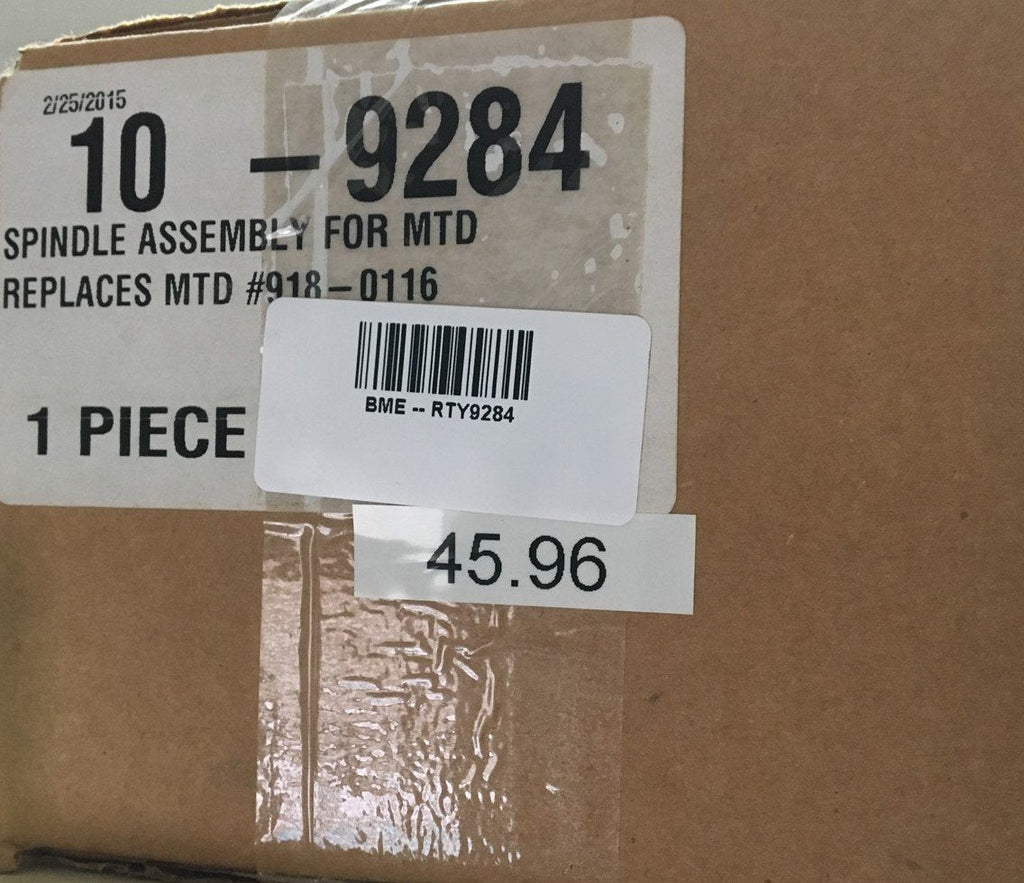 2/25/2015
10 – 9284
SPINDLE ASSEMBLY FOR MTD
REPLACES MTD #918–0116
1 PIECE
BME -- RTY9284
45.96